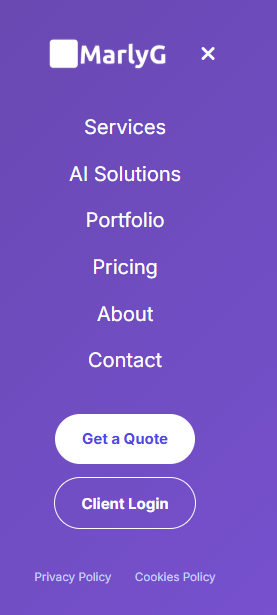 MarlyG ×
Services
AI Solutions
Portfolio
Pricing
About
Contact
Get a Quote
Client Login
Privacy Policy Cookies Policy